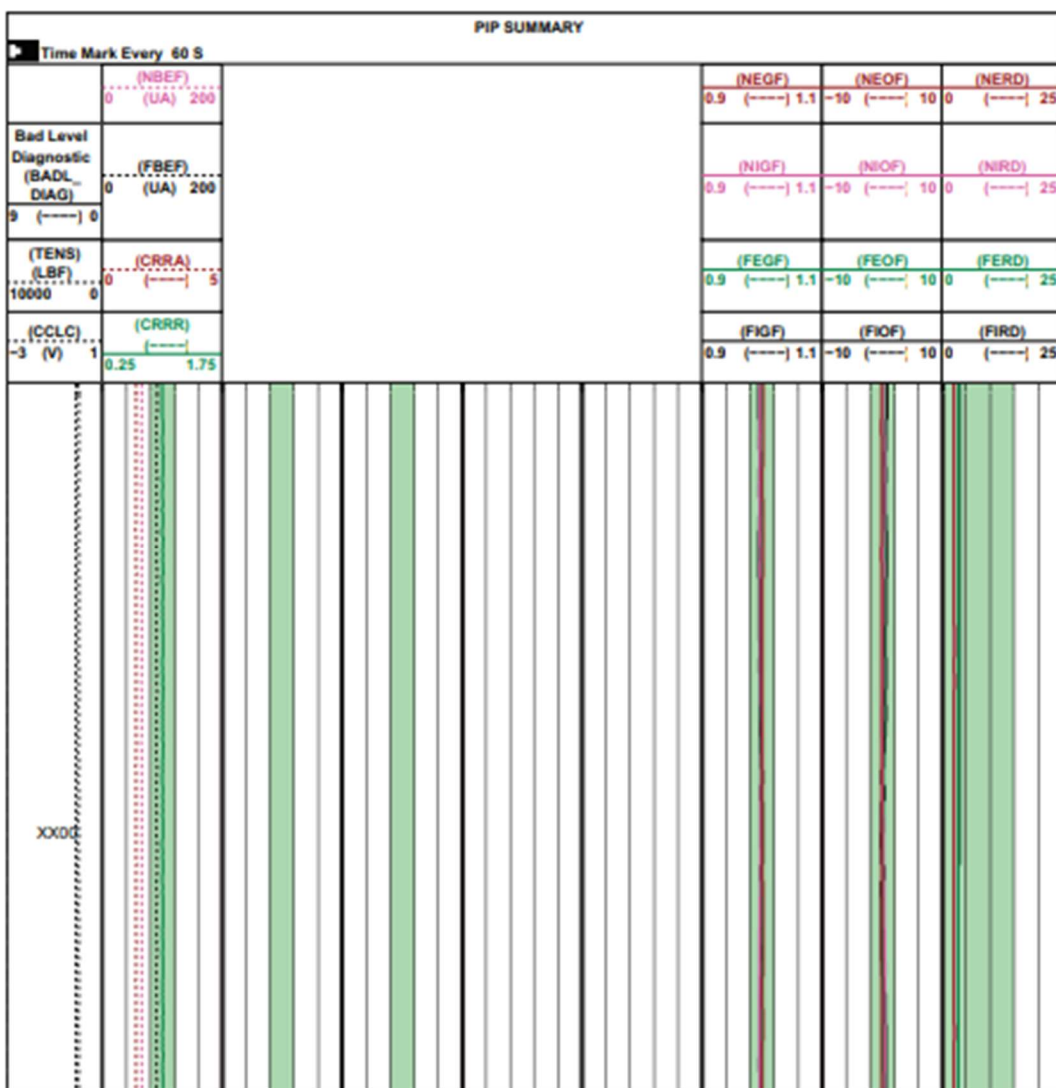 PIP SUMMARY
Time Mark Every 60 S
Bad Level
Diagnostic
(BADL_
DIAG)
9 (----) 0
(TENS)
(LBF)
10000 0
(CCLC)
-3 (V) 1
(NBEF)
0 (UA) 200
(FBEF)
0 (UA) 200
(CRRA)
0 (----) 5
(CRRR)
(----)
0.25 1.75
(NEGF)
0.9 (----) 1.1
(NIGF)
0.9 (----) 1.1
(FEGF)
0.9 (----) 1.1
(FIGF)
0.9 (----) 1.1
(NEOF)
-10 (----) 10
(NIOF)
-10 (----) 10
(FEOF)
-10 (----) 10
(FIOF)
-10 (----) 10
(NERD)
0 (----) 25
(NIRD)
0 (----) 25
(FERD)
0 (----) 25
(FIRD)
0 (----) 25
XX00